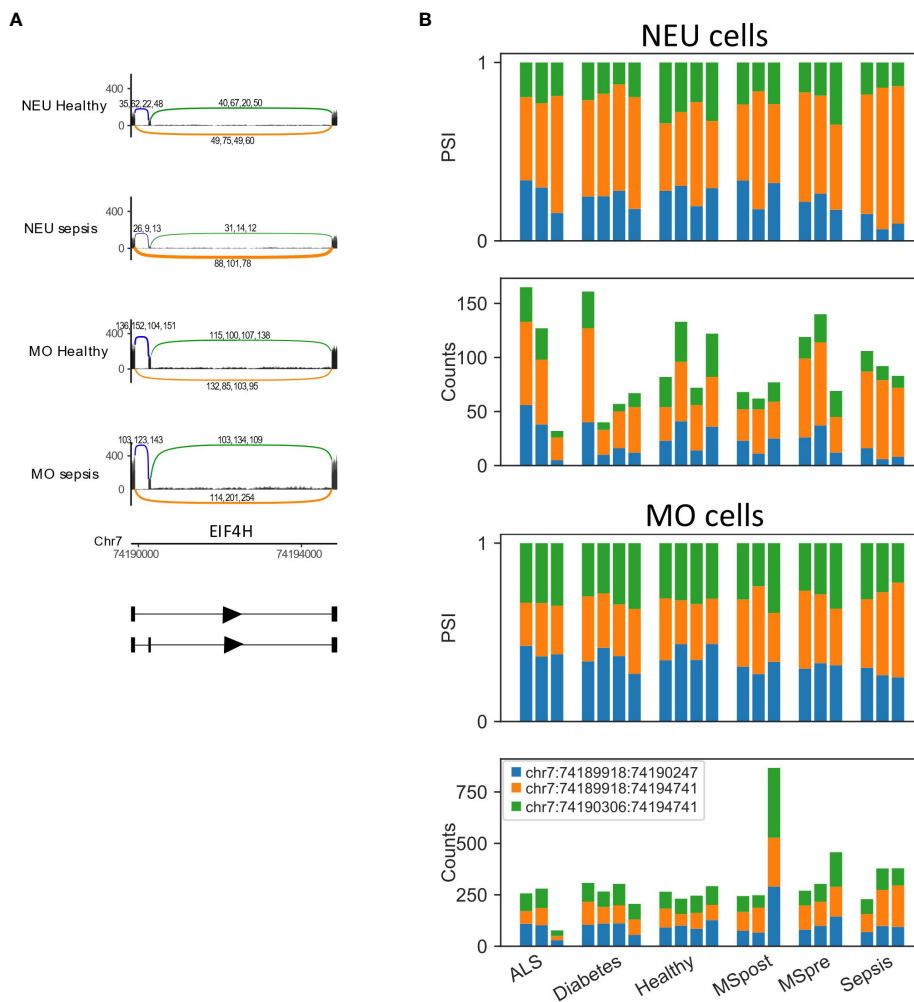 A
400
NEU Healthy
35,62,22,48
40,67,20,50
0
49,75,49,60
400
NEU sepsis
26,9,13
31,14,12
0
88,101,78
136,152,104,151
400
MO Healthy
115,100,107,138
0
132,85,103,95
103,123,143
103,134,109
400
MO sepsis
0
114,201,254
EIF4H
Chr7
74190000
74194000
B
NEU cells
1
PSI
0
150
100
50
0
Counts
MO cells
1
PSI
0
chr7:74189918:74190247
chr7:74189918:74194741
chr7:74190306:74194741
750
500
250
0
Counts
ALS
Diabetes
Healthy
MSpost
MSpre
Sepsis